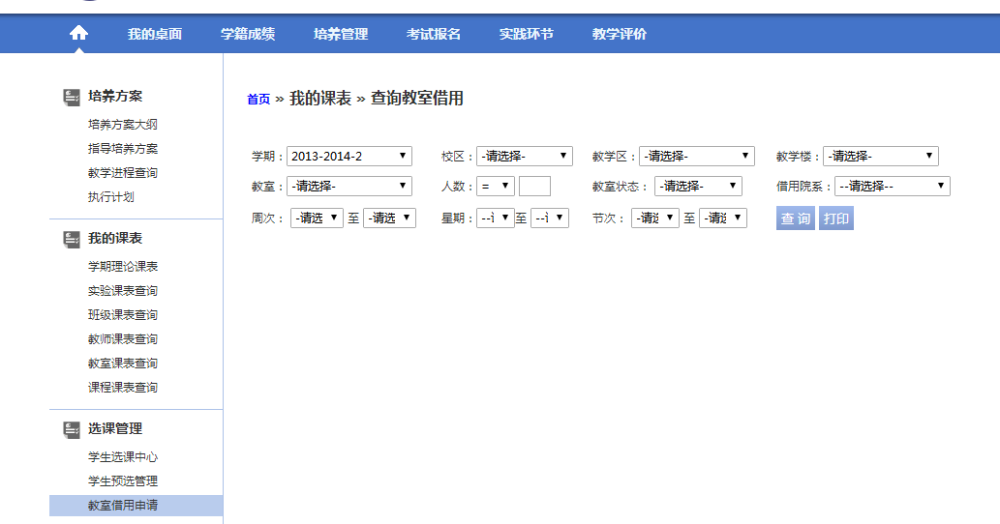 我的桌面 学籍成绩 培养管理 考试报名 实践环节 教学评价
培养方案
培养方案大纲
指导培养方案
教学进程查询
执行计划
我的课表
学期理论课表
实验课表查询
班级课表查询
教师课表查询
教室课表查询
课程课表查询
选课管理
学生选课中心
学生预选管理
教室借用申请
首页 » 我的课表 » 查询教室借用
学期： 2013-2014-2 校区： -请选择- 教学区： -请选择- 教学楼： -请选择-
教室： -请选择- 人数： = 教室状态： -请选择- 借用院系： --请选择--
周次： -请选 至 -请选 星期： -- 至 -- 节次： -请 至 -请 查 询 打印